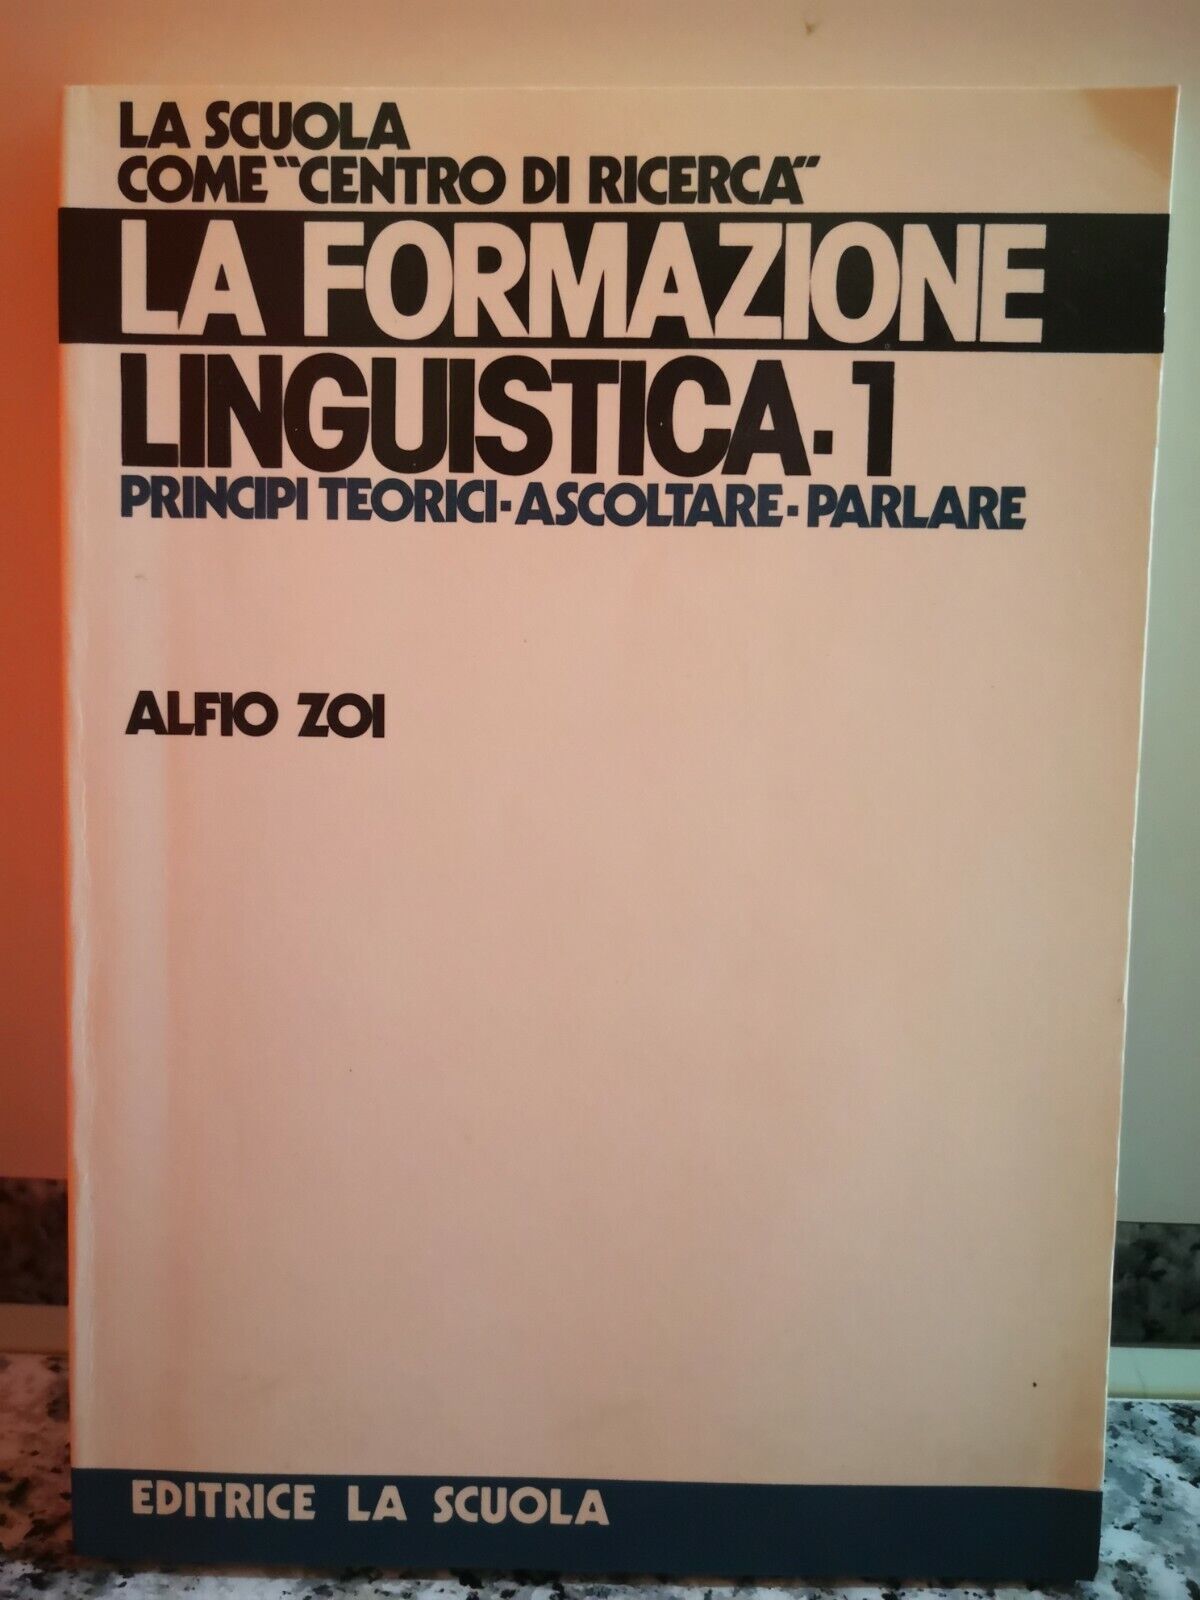 LA SCUOLA
COME "CENTRO DI RICERCA"
LA FORMAZIONE
LINGUISTICA · 1
PRINCIPI TEORICI · ASCOLTARE · PARLARE
ALFIO ZOI
EDITRICE LA SCUOLA